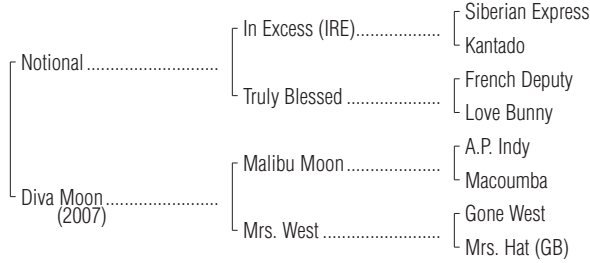 Siberian Express
In Excess (IRE)....................
Kantado
Notional ................................
French Deputy
Truly Blessed ......................
Love Bunny
A.P. Indy
Malibu Moon......................
Macoumba
Diva Moon...........................
(2007)
Gone West
Mrs. West ...........................
Mrs. Hat (GB)